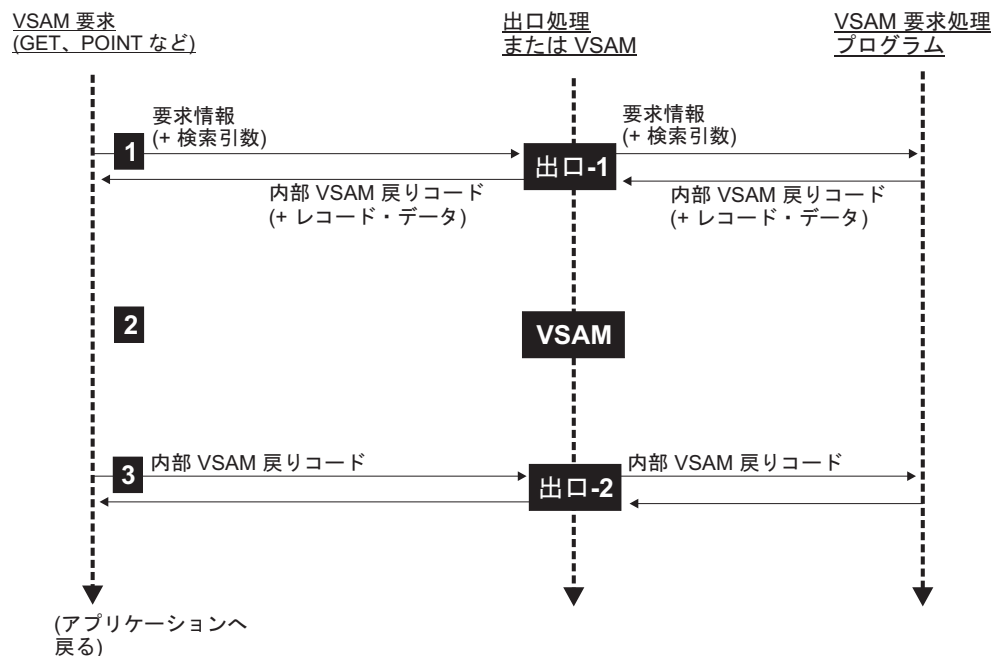 VSAM 要求
(GET、POINT など)
出口処理
または VSAM
VSAM 要求処理
プログラム
要求情報
(+ 検索引数)
要求情報
(+ 検索引数)
1
出口-1
内部 VSAM 戻りコード
(+ レコード・データ)
内部 VSAM 戻りコード
(+ レコード・データ)
2
VSAM
3
内部 VSAM 戻りコード
内部 VSAM 戻りコード
出口-2
(アプリケーションへ
戻る)